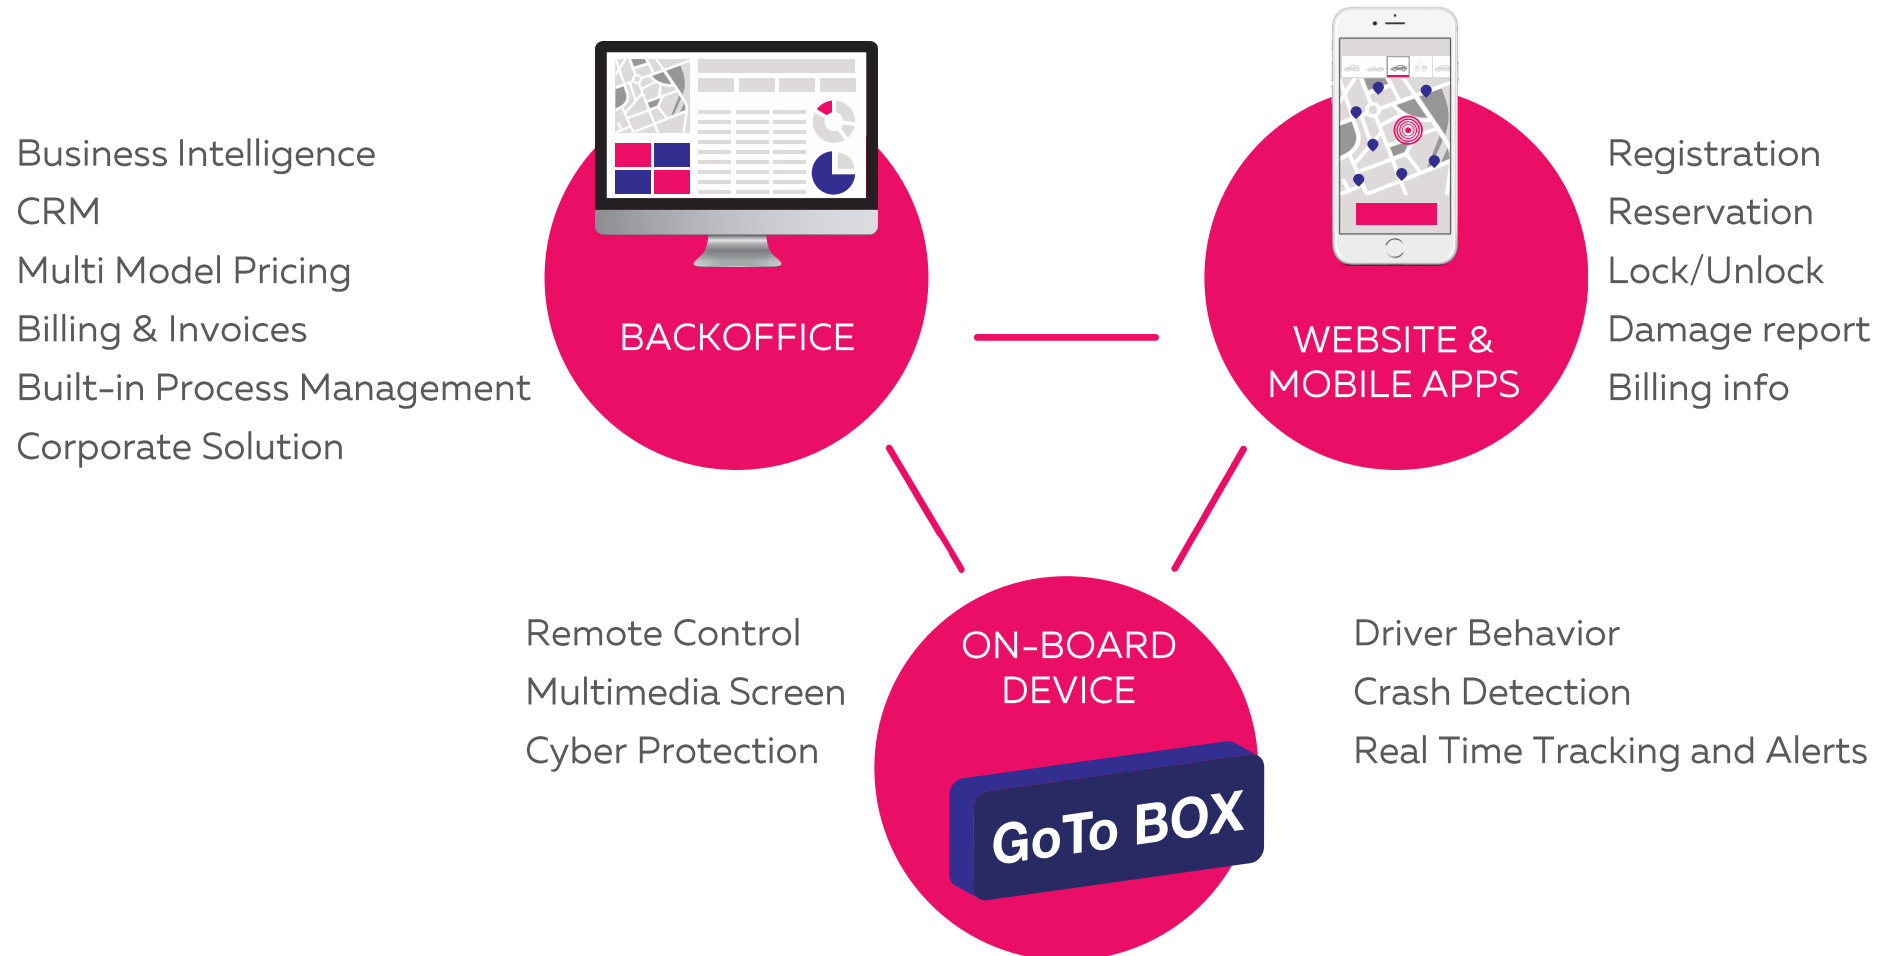 Business Intelligence
CRM
Multi Model Pricing
Billing & Invoices
Built-in Process Management
Corporate Solution
BACKOFFICE
WEBSITE &
MOBILE APPS
Registration
Reservation
Lock/Unlock
Damage report
Billing info
Remote Control
Multimedia Screen
Cyber Protection
ON-BOARD
DEVICE
GoTo BOX
Driver Behavior
Crash Detection
Real Time Tracking and Alerts